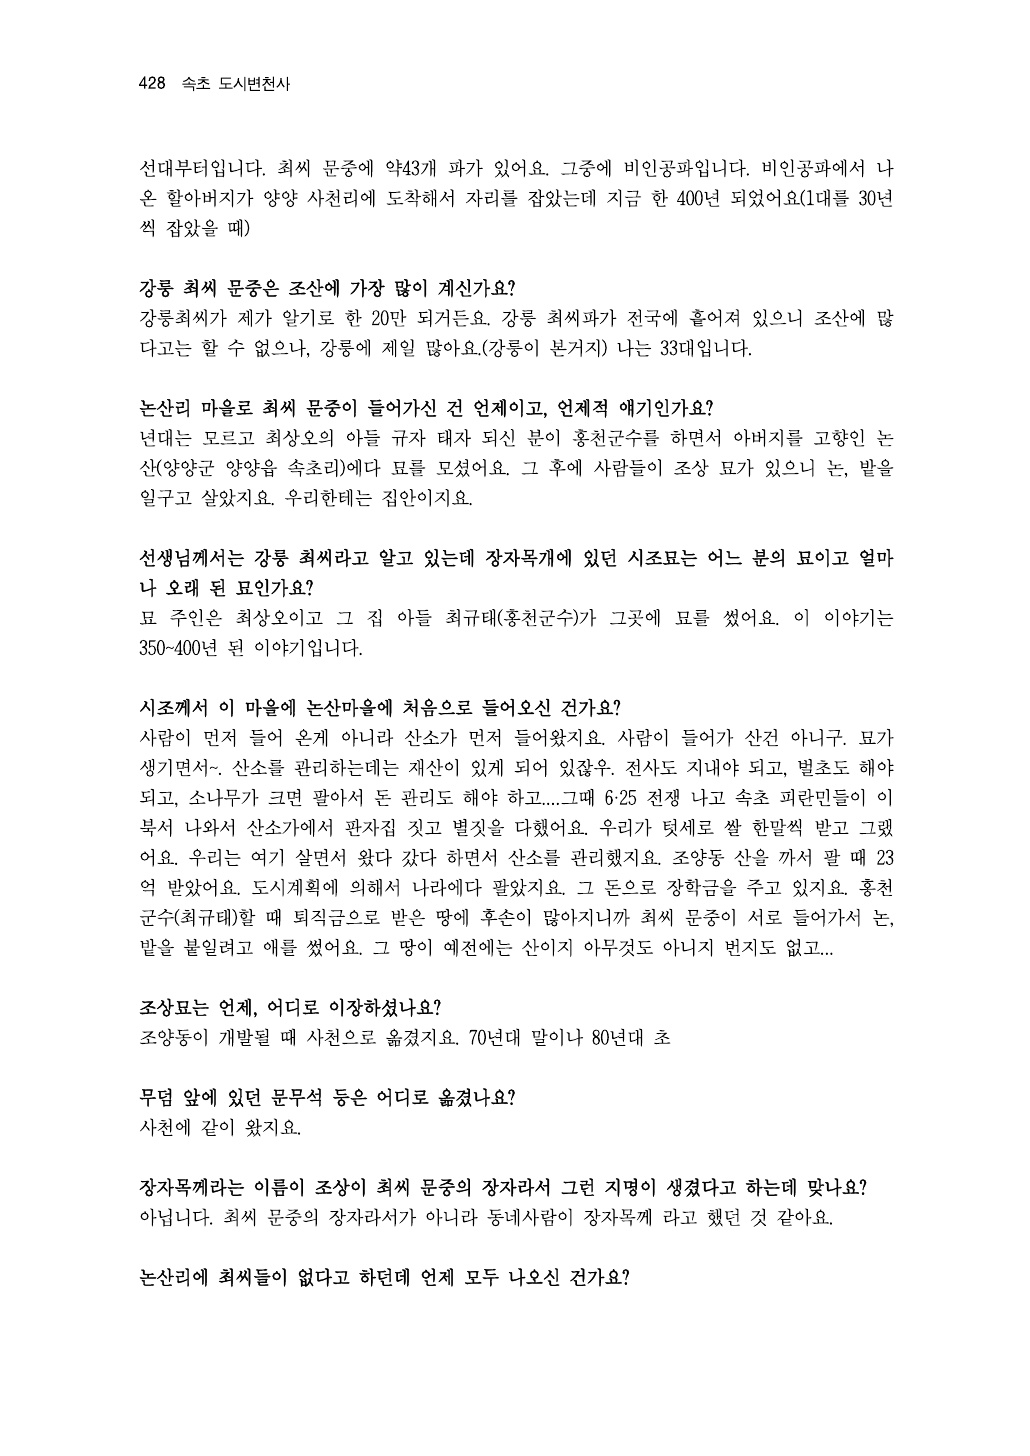 428 속초 도시변천사
선대부터입니다. 최씨 문중에 약43개 파가 있어요. 그중에 비인공파입니다. 비인공파에서 나
온 할아버지가 양양 사천리에 도착해서 자리를 잡았는데 지금 한 400년 되었어요(1대를 30년
씩 잡았을 때)
강릉 최씨 문중은 조산에 가장 많이 계신가요?
강릉최씨가 제가 알기로 한 20만 되거든요. 강릉 최씨파가 전국에 흩어져 있으니 조산에 많
다고는 할 수 없으나, 강릉에 제일 많아요.(강릉이 본거지) 나는 33대입니다.
논산리 마을로 최씨 문중이 들어가신 건 언제이고, 언제적 얘기인가요?
년대는 모르고 최상오의 아들 규자 태자 되신 분이 홍천군수를 하면서 아버지를 고향인 논
산(양양군 양양읍 속초리)에다 묘를 모셨어요. 그 후에 사람들이 조상 묘가 있으니 논, 밭을
일구고 살았지요. 우리한테는 집안이지요.
선생님께서는 강릉 최씨라고 알고 있는데 장자목개에 있던 시조묘는 어느 분의 묘이고 얼마
나 오래 된 묘인가요?
묘 주인은 최상오이고 그 집 아들 최규태(홍천군수)가 그곳에 묘를 썼어요. 이 이야기는
350~400년 된 이야기입니다.
시조께서 이 마을에 논산마을에 처음으로 들어오신 건가요?
사람이 먼저 들어 온게 아니라 산소가 먼저 들어왔지요. 사람이 들어가 산건 아니구. 묘가
생기면서~. 산소를 관리하는데는 재산이 있게 되어 있잖우. 전사도 지내야 되고, 벌초도 해야
되고, 소나무가 크면 팔아서 돈 관리도 해야 하고....그때 6·25 전쟁 나고 속초 피란민들이 이
북서 나와서 산소가에서 판자집 짓고 별짓을 다했어요. 우리가 텃세로 쌀 한말씩 받고 그랬
어요. 우리는 여기 살면서 왔다 갔다 하면서 산소를 관리했지요. 조양동 산을 까서 팔 때 23
억 받았어요. 도시계획에 의해서 나라에다 팔았지요. 그 돈으로 장학금을 주고 있지요. 홍천
군수(최규태)할 때 퇴직금으로 받은 땅에 후손이 많아지니까 최씨 문중이 서로 들어가서 논,
밭을 붙일려고 애를 썼어요. 그 땅이 예전에는 산이지 아무것도 아니지 번지도 없고...
조상묘는 언제, 어디로 이장하셨나요?
조양동이 개발될 때 사천으로 옮겼지요. 70년대 말이나 80년대 초
무덤 앞에 있던 문무석 등은 어디로 옮겼나요?
사천에 같이 왔지요.
장자목께라는 이름이 조상이 최씨 문중의 장자라서 그런 지명이 생겼다고 하는데 맞나요?
아닙니다. 최씨 문중의 장자라서가 아니라 동네사람이 장자목께 라고 했던 것 같아요.
논산리에 최씨들이 없다고 하던데 언제 모두 나오신 건가요?